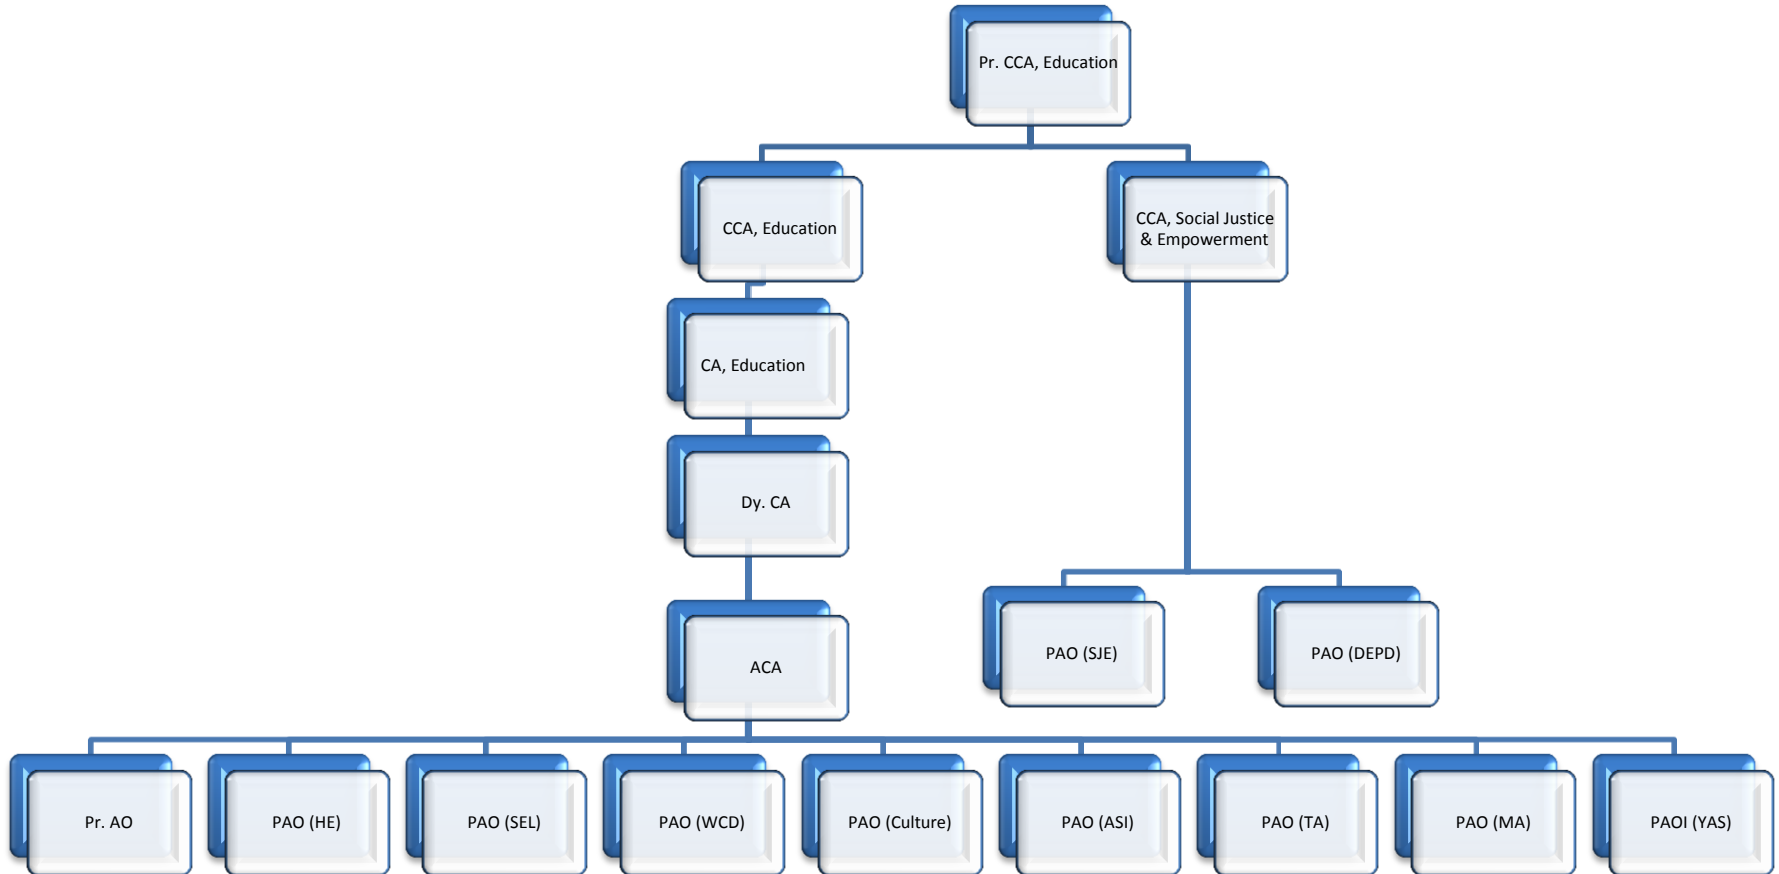 Pr. CCA, Education
CCA, Education
CCA, Social Justice
& Empowerment
CA, Education
Dy. CA
ACA
PAO (SJE)
PAO (DEPD)
Pr. AO
PAO (HE)
PAO (SEL)
PAO (WCD)
PAO (Culture)
PAO (ASI)
PAO (TA)
PAO (MA)
PAOI (YAS)